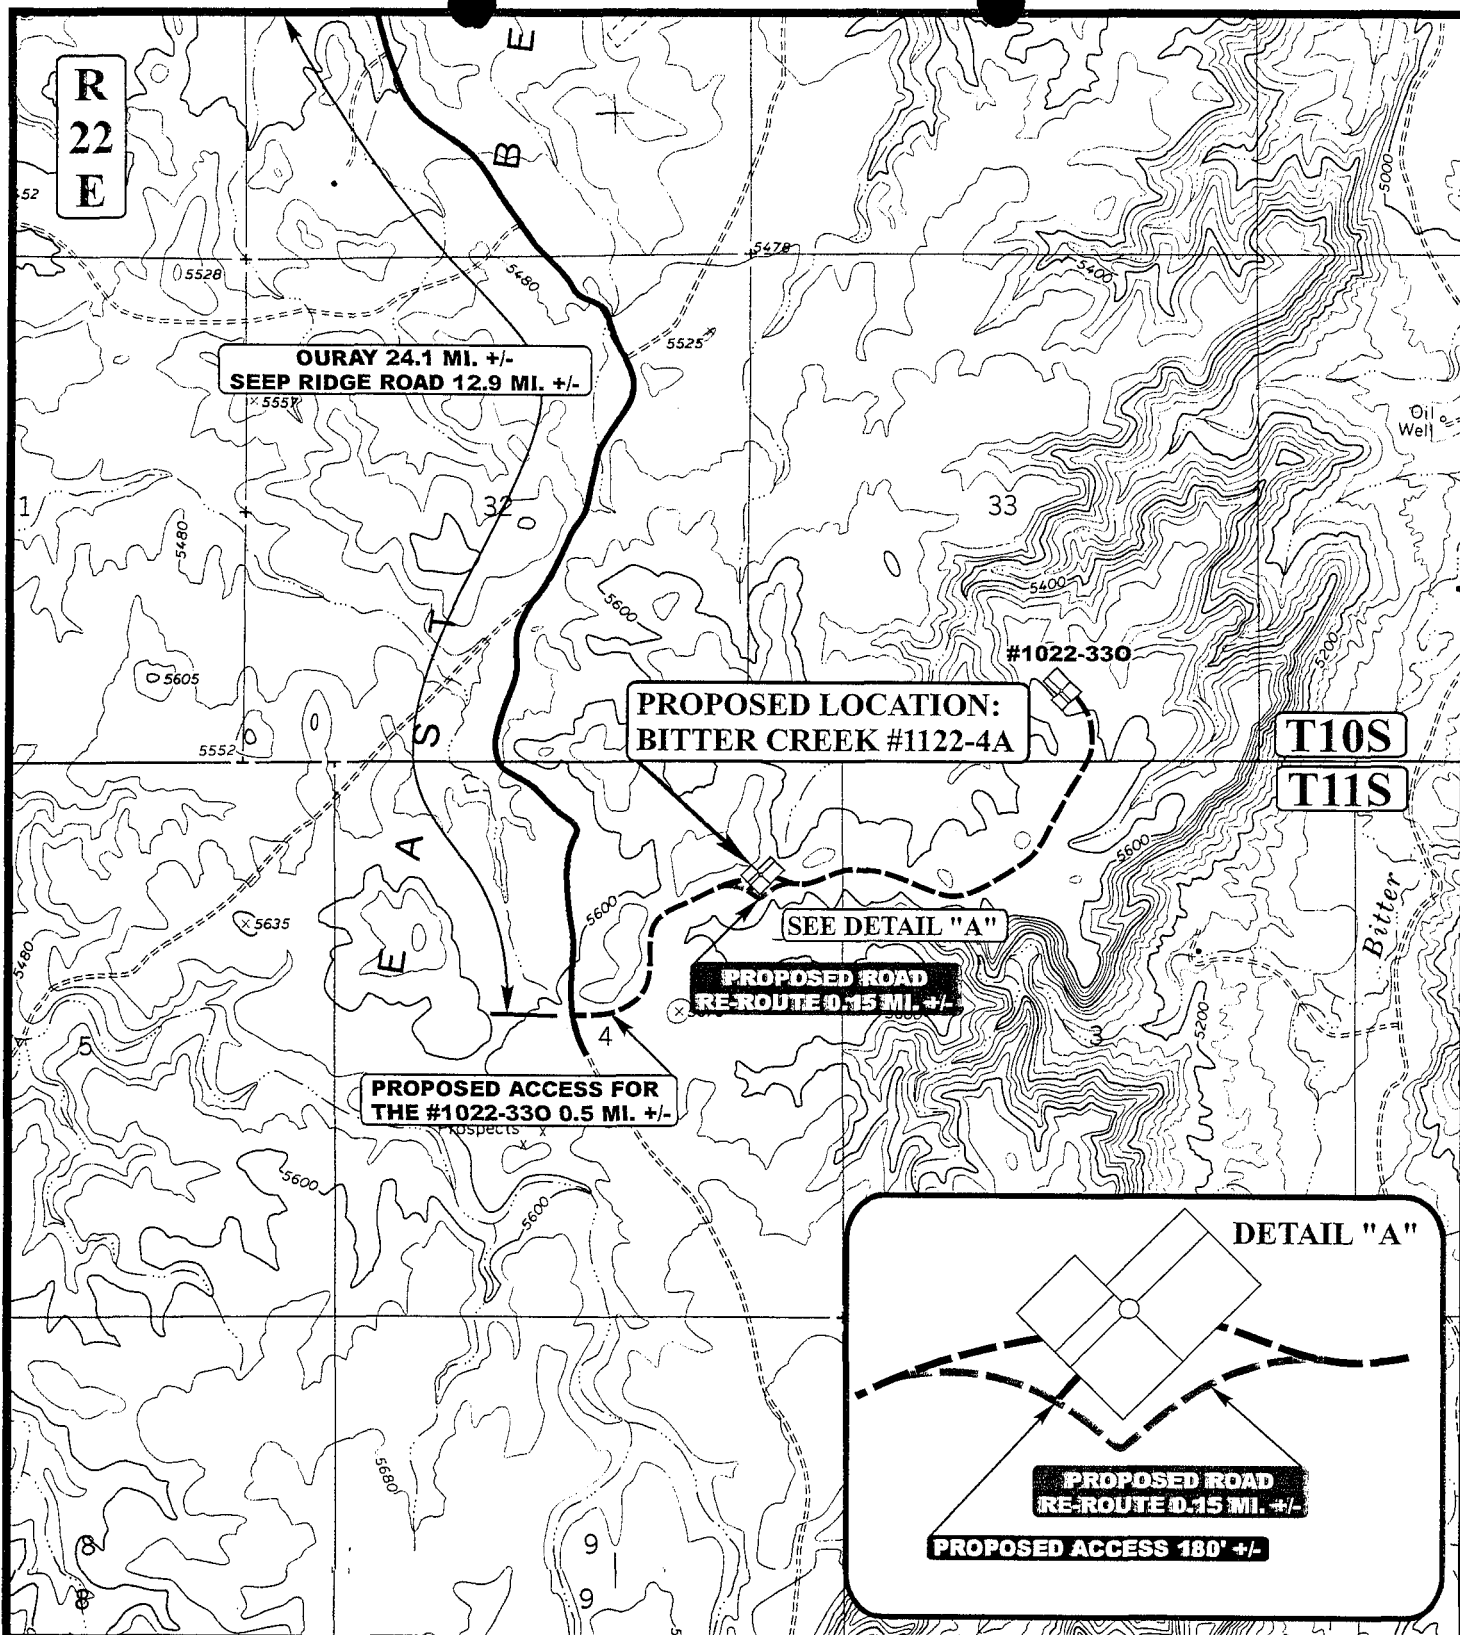 R
22
E
E
B
52
5000
5478
5528
5480
5400
OURAY 24.1 MI. +/-
SEEP RIDGE ROAD 12.9 MI. +/-
5525
5557
Oil
Well
1
32
33
5480
5400
5600
5200
T
#1022-33O
5605
PROPOSED LOCATION:
BITTER CREEK #1122-4A
S
5552
T10S
T11S
A
5600
Bitter
5635
5600
SEE DETAIL "A"
E
5480
PROPOSED ROAD
RE-ROUTE 0.15 MI. +/-
5200
5
4
3
PROPOSED ACCESS FOR
THE #1022-33O 0.5 MI. +/-
Prospects
x
x
5600
5600
DETAIL "A"
5680
PROPOSED ROAD
RE-ROUTE 0.15 MI. +/-
PROPOSED ACCESS 180' +/-
8
9
8
9
5